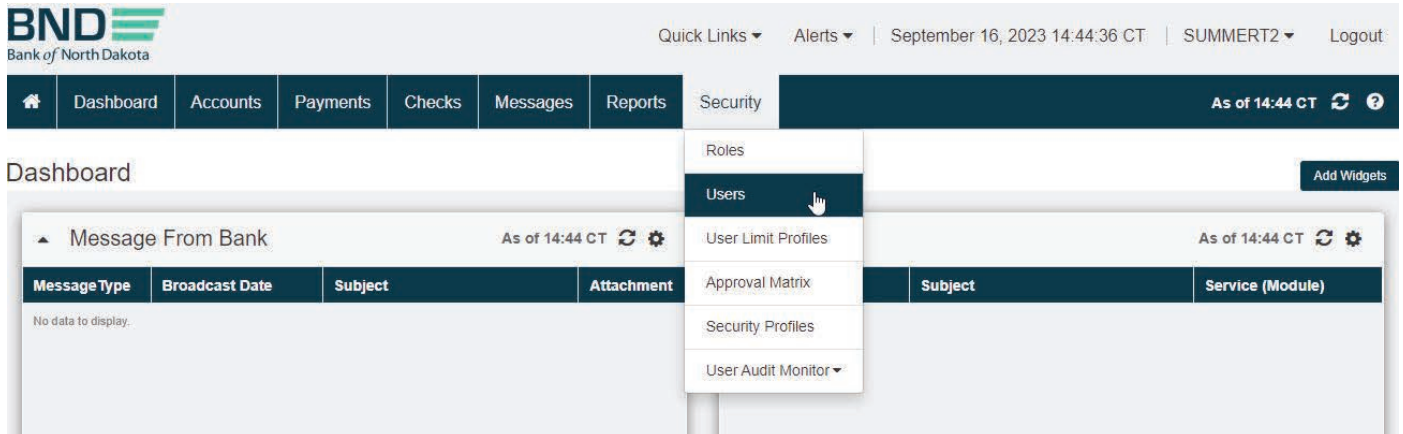 BND
Bank of North Dakota
Quick Links Alerts September 16, 2023 14:44:36 CT SUMMERT2 Logout
Dashboard Accounts Payments Checks Messages Reports Security As of 14:44 CT
Roles
Dashboard
Add Widgets
Users
Message From Bank As of 14:44 CT User Limit Profiles As of 14:44 CT
Message Type Broadcast Date Subject Attachment Approval Matrix Subject Service (Module)
No data to display.
Security Profiles
User Audit Monitor